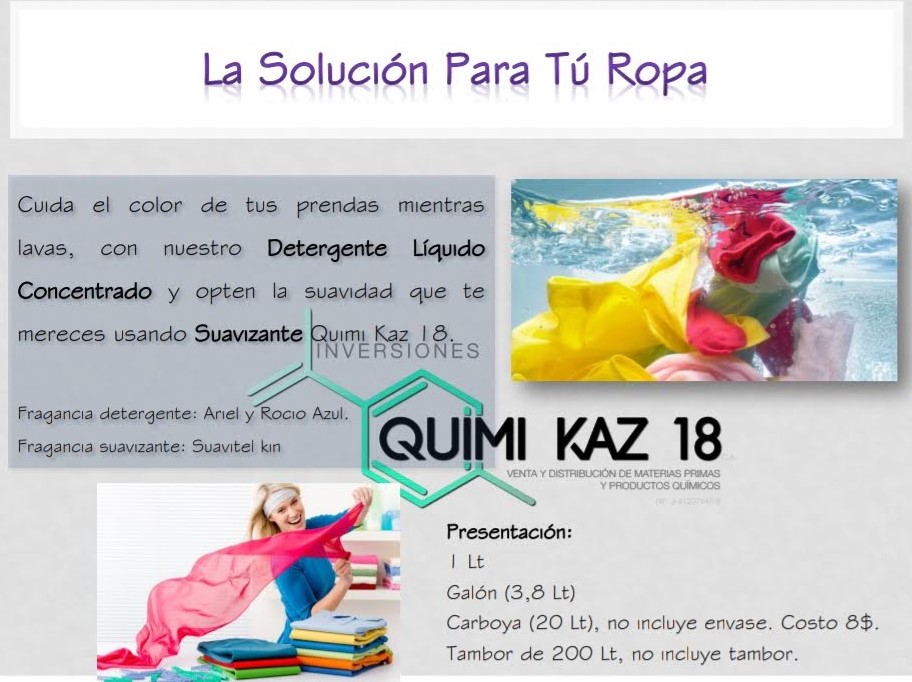 La Solución Para Tú Ropa
Cuida el color de tus prendas mientras
lavas, con nuestro Detergente Líquido
Concentrado y opten la suavidad que te
mereces usando Suavizante Quimi Kaz 18.
Fragancia detergente: Ariel y Rocio Azul.
Fragancia suavizante: Suavitel kin
INVERSIONES
QUIMI KAZ 18
VENTA Y DISTRIBUCIÓN DE MATERIAS PRIMAS
Y PRODUCTOS QUÍMICOS
Presentación:
1 Lt
Galón (3,8 Lt)
Carboya (20 Lt), no incluye envase. Costo 8$.
Tambor de 200 Lt, no incluye tambor.